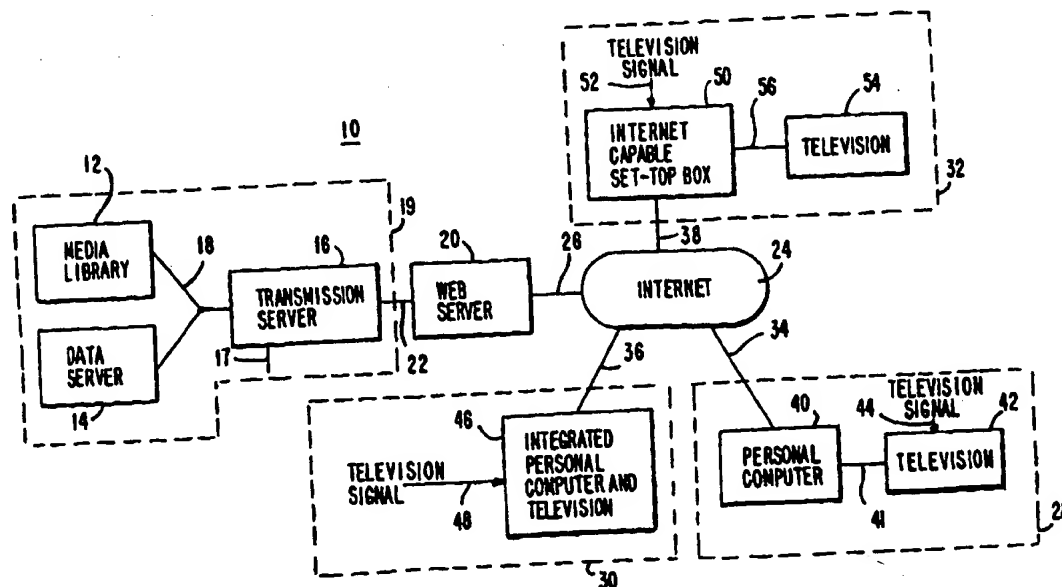 10
12
MEDIA
LIBRARY
18
DATA
SERVER
14
16
TRANSMISSION
SERVER
17
19
22
20
WEB
SERVER
26
INTERNET
24
TELEVISION
SIGNAL
52
50
INTERNET
CAPABLE
SET-TOP BOX
56
54
TELEVISION
32
38
36
34
46
INTEGRATED
PERSONAL
COMPUTER AND
TELEVISION
TELEVISION
SIGNAL
48
30
40
PERSONAL
COMPUTER
41
TELEVISION
SIGNAL
44
42
TELEVISION